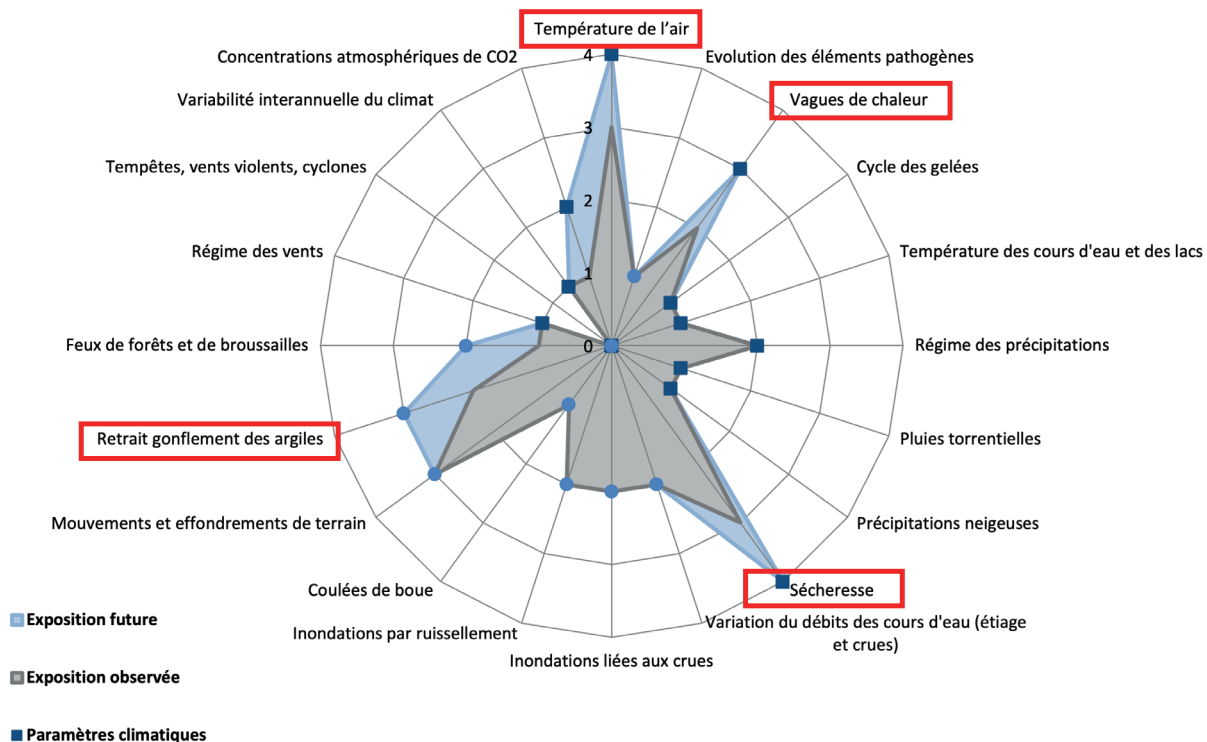 Température de l’air
Concentrations atmosphériques de CO2
Evolution des éléments pathogènes
Variabilité interannuelle du climat
Vagues de chaleur
Tempêtes, vents violents, cyclones
Cycle des gelées
Régime des vents
Température des cours d'eau et des lacs
Feux de forêts et de broussailles
Régime des précipitations
Retrait gonflement des argiles
Pluies torrentielles
Mouvements et effondrements de terrain
Précipitations neigeuses
Coulées de boue
Sécheresse
Inondations par ruissellement
Variation du débits des cours d'eau (étiage
et crues)
Inondations liées aux crues
4
3
2
1
0
Exposition future
Exposition observée
Paramètres climatiques